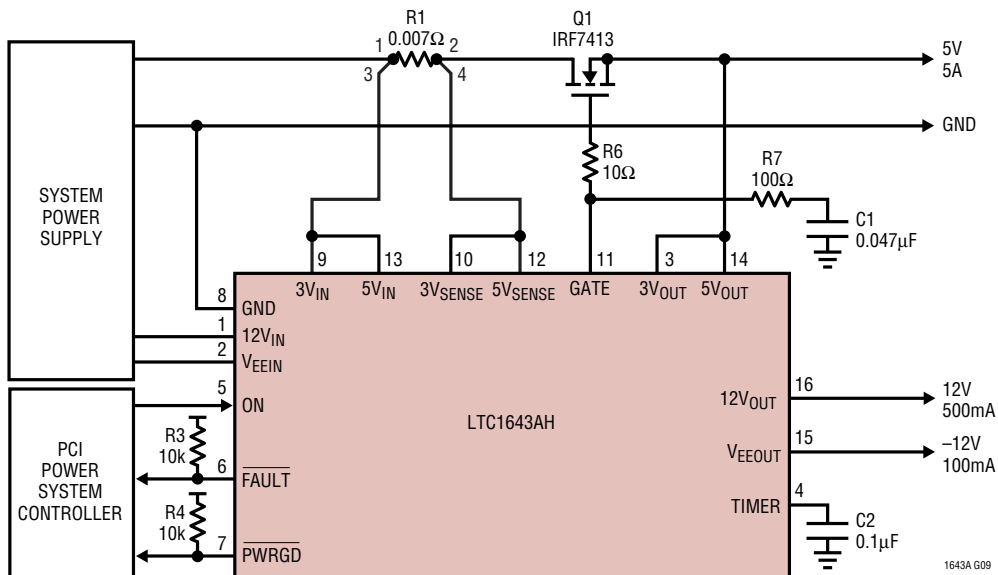 R1
0.007Ω
1
2
3
4
Q1
IRF7413
5V
5A
GND
R6
10Ω
R7
100Ω
C1
0.047µF
SYSTEM
POWER
SUPPLY
9
13
10
12
11
3
14
3VIN
5VIN
3VSENSE
5VSENSE
GATE
3VOUT
5VOUT
8
GND
1
12VIN
2
VEEIN
5
ON
LTC1643AH
12VOUT
16
12V
500mA
VEEOUT
15
–12V
100mA
PCI
POWER
SYSTEM
CONTROLLER
R3
10k
6
FAULT
R4
10k
7
PWRGD
TIMER
4
C2
0.1µF
1643A G09